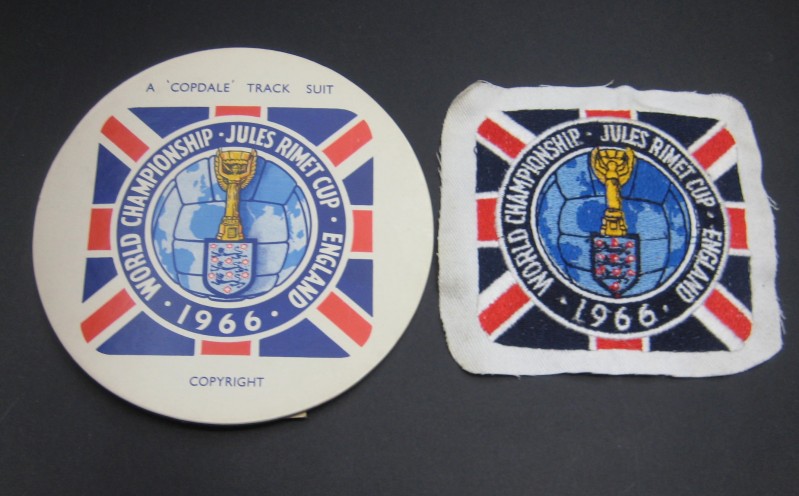 A 'COPDALE' TRACK SUIT
WORLD CHAMPIONSHIP · JULES RIMET CUP · ENGLAND
· 1966 ·
COPYRIGHT
WORLD CHAMPIONSHIP · JULES RIMET CUP · ENGLAND
· 1966 ·